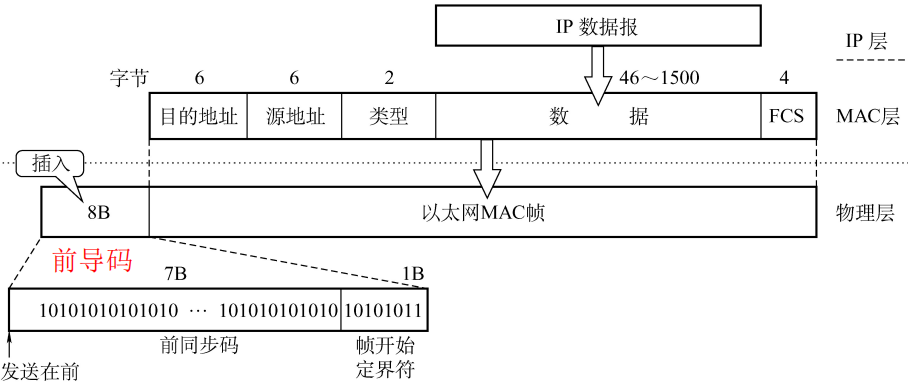 IP 数据报
IP 层
字节 6 6 2 46～1500 4
目的地址 源地址 类型 数 据 FCS MAC层
插入
8B 以太网MAC帧 物理层
前导码
7B 1B
10101010101010 ··· 101010101010 10101011
前同步码 帧开始
定界符
发送在前